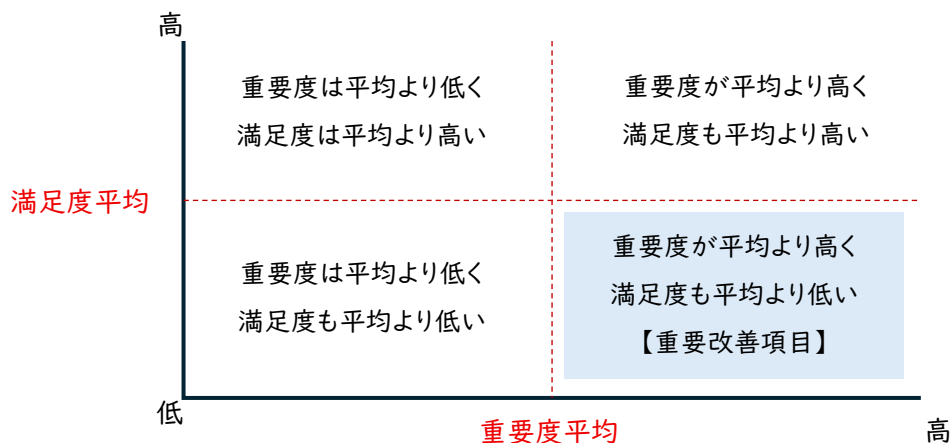 高
重要度は平均より低く
満足度は平均より高い
重要度が平均より高く
満足度も平均より高い
満足度平均
重要度は平均より低く
満足度も平均より低い
重要度が平均より高く
満足度も平均より低い
【重要改善項目】
低
重要度平均
高